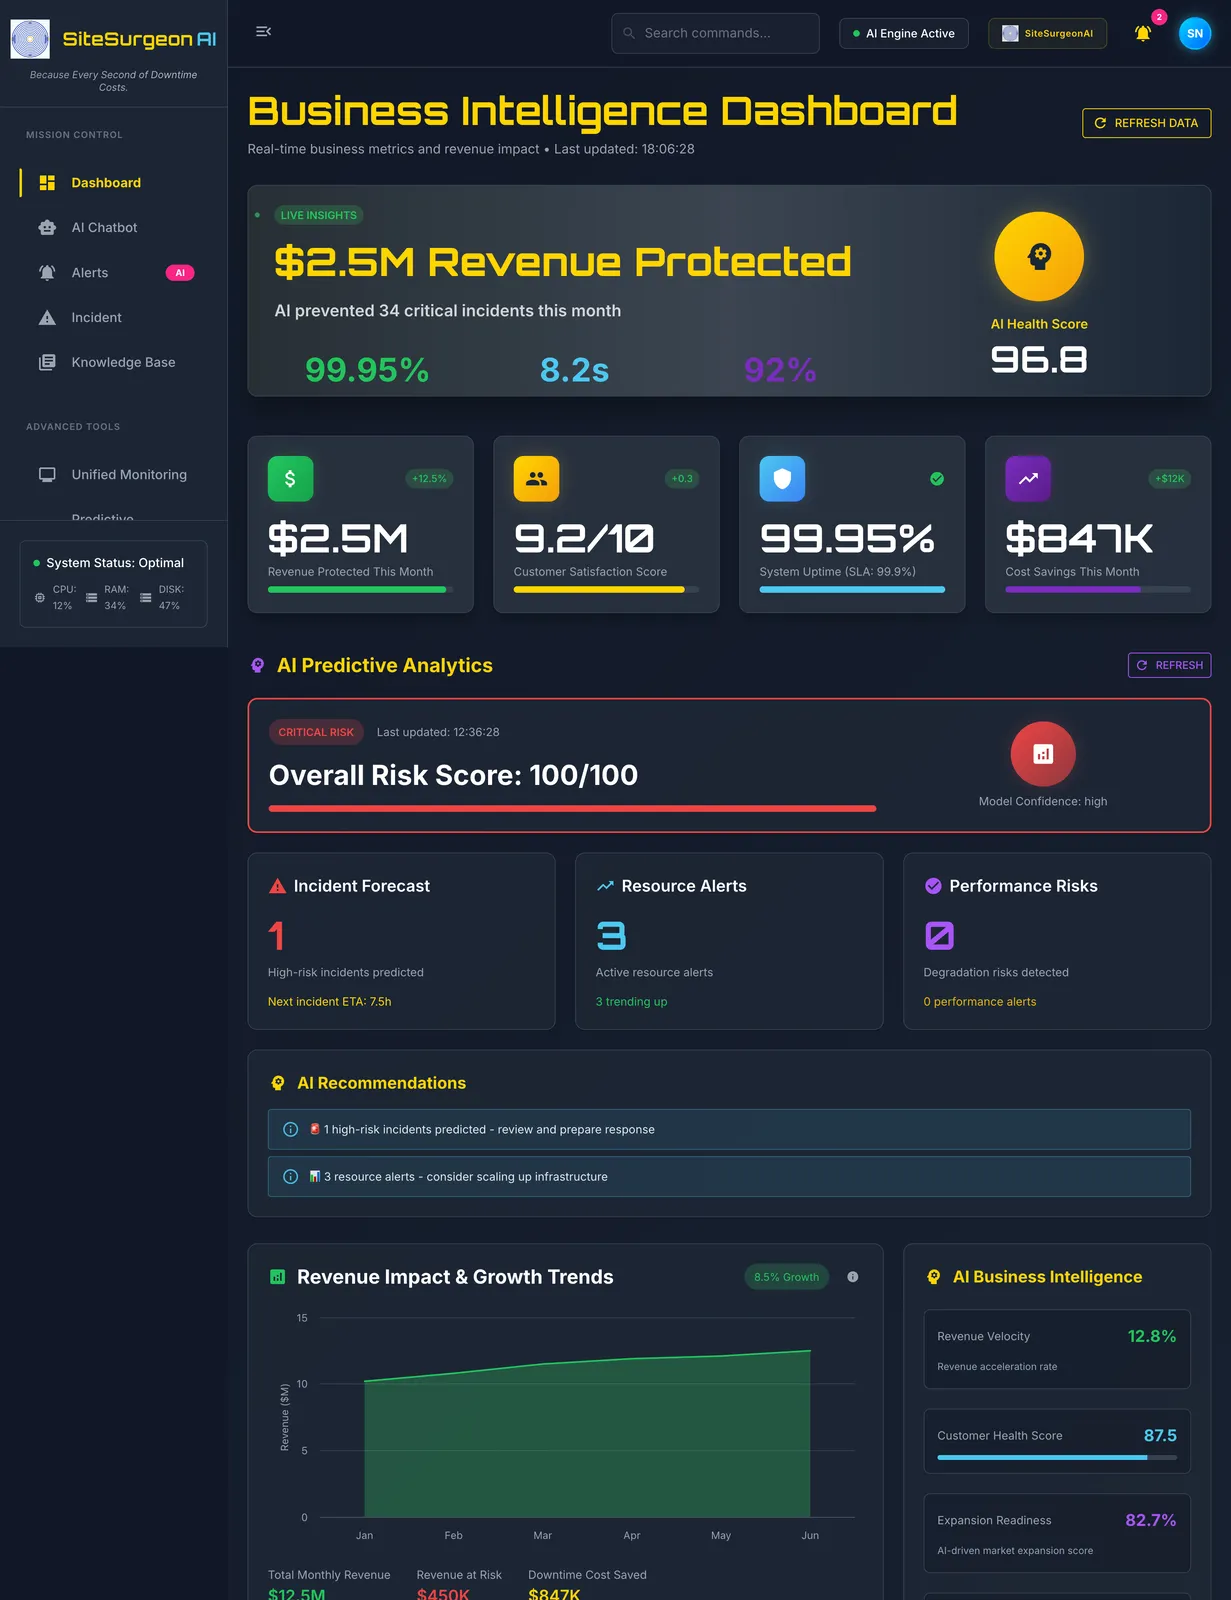 SiteSurgeon AI
Because Every Second of Downtime
Costs.
MISSION CONTROL
Dashboard
AI Chatbot
Alerts
AI
Incident
Knowledge Base
ADVANCED TOOLS
Unified Monitoring
Predictive
System Status: Optimal
CPU: RAM: DISK:
12% 34% 47%
Search commands...
AI Engine Active
SiteSurgeonAI
2
SN
Business Intelligence Dashboard
Real-time business metrics and revenue impact • Last updated: 18:06:28
REFRESH DATA
LIVE INSIGHTS
$2.5M Revenue Protected
AI prevented 34 critical incidents this month
99.95% 8.2s 92%
AI Health Score
96.8
+12.5%
$2.5M
Revenue Protected This Month
+0.3
9.2/10
Customer Satisfaction Score
99.95%
System Uptime (SLA: 99.9%)
+$12K
$847K
Cost Savings This Month
AI Predictive Analytics
REFRESH
CRITICAL RISK Last updated: 12:36:28
Overall Risk Score: 100/100
Model Confidence: high
Incident Forecast
1
High-risk incidents predicted
Next incident ETA: 7.5h
Resource Alerts
3
Active resource alerts
3 trending up
Performance Risks
0
Degradation risks detected
0 performance alerts
AI Recommendations
🚨 1 high-risk incidents predicted - review and prepare response
📊 3 resource alerts - consider scaling up infrastructure
Revenue Impact & Growth Trends
8.5% Growth
15
10
5
0
Revenue ($M)
Jan Feb Mar Apr May Jun
Total Monthly Revenue Revenue at Risk Downtime Cost Saved
$12.5M $450K $847K
AI Business Intelligence
Revenue Velocity 12.8%
Revenue acceleration rate
Customer Health Score 87.5
Expansion Readiness 82.7%
AI-driven market expansion score